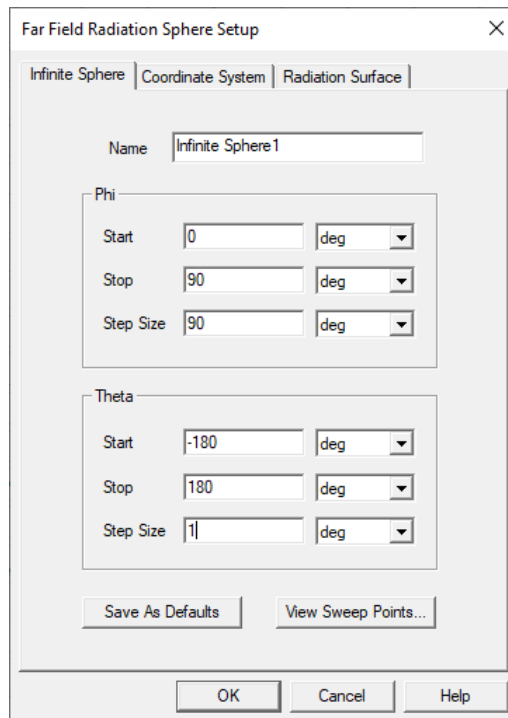 Far Field Radiation Sphere Setup
Infinite Sphere Coordinate System Radiation Surface
Name Infinite Sphere1
Phi
Start 0 deg
Stop 90 deg
Step Size 90 deg
Theta
Start -180 deg
Stop 180 deg
Step Size 1 deg
Save As Defaults View Sweep Points...
OK Cancel Help